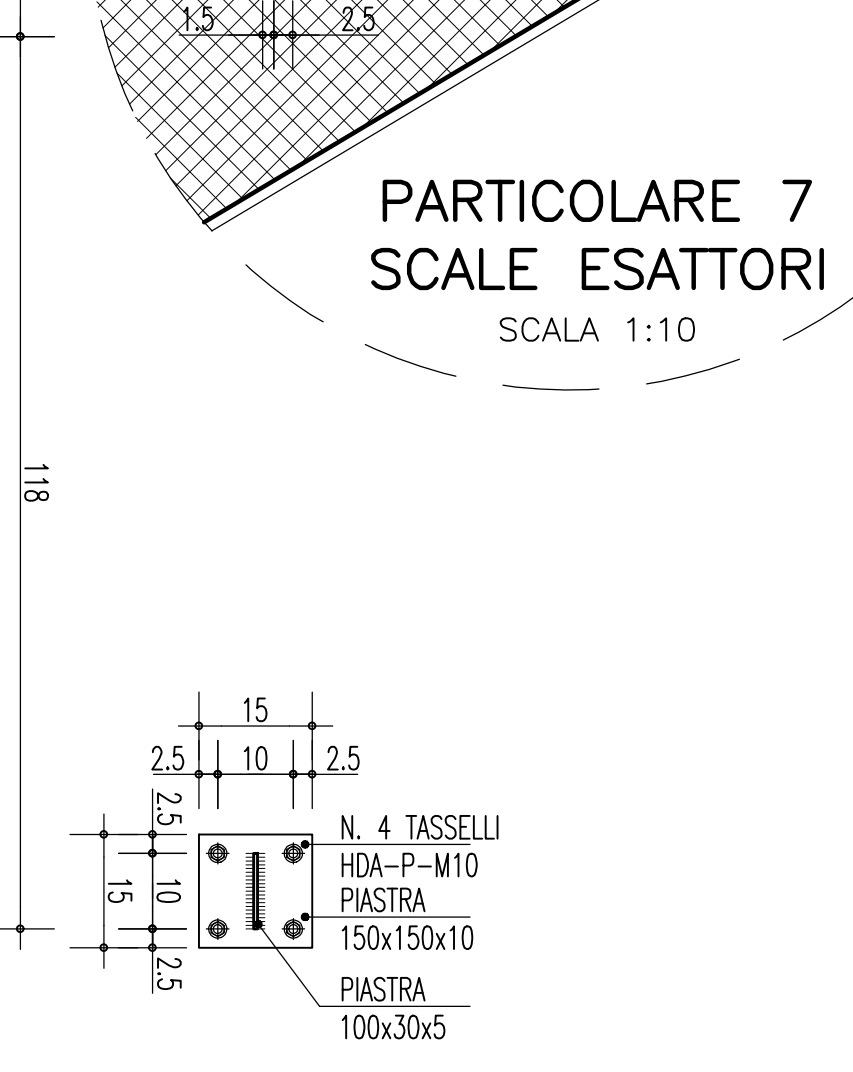 1.5
2.5
PARTICOLARE 7
SCALE ESATTORI
SCALA 1:10
118
15
2.5
10
2.5
2.5
15
10
2.5
N. 4 TASSELLI
HDA-P-M10
PIASTRA
150x150x10
PIASTRA
100x30x5